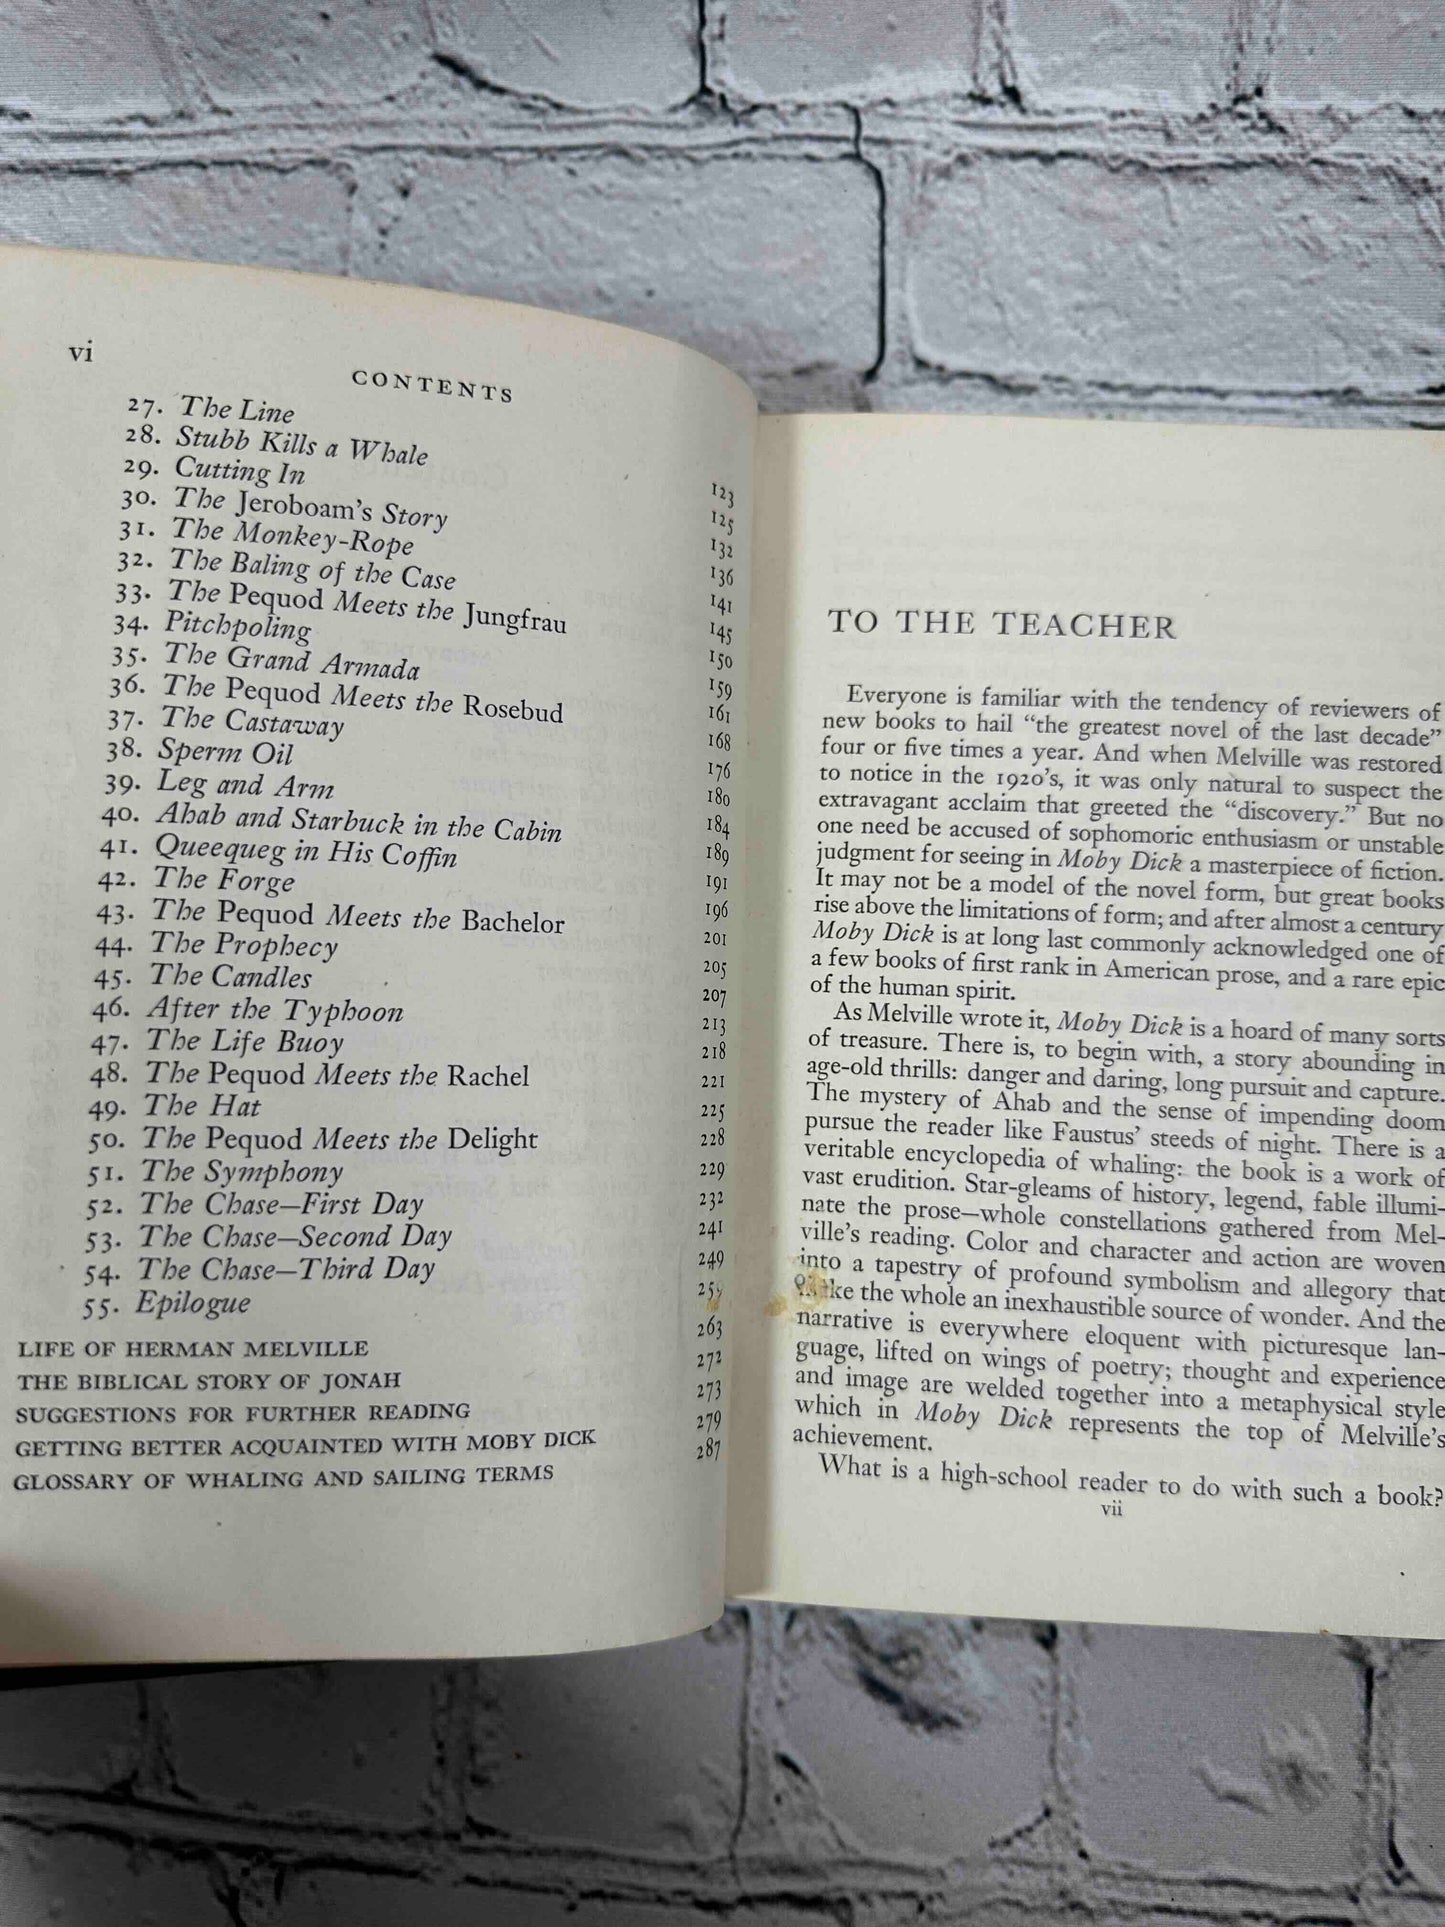 vi
CONTENTS
27. The Line 123
28. Stubb Kills a Whale 125
29. Cutting In 132
30. The Jeroboam's Story 136
31. The Monkey-Rope 141
32. The Baling of the Case 145
33. The Pequod Meets the Jungfrau 150
34. Pitchpoling 159
35. The Grand Armada 161
36. The Pequod Meets the Rosebud 168
37. The Castaway 176
38. Sperm Oil 180
39. Leg and Arm 184
40. Ahab and Starbuck in the Cabin 189
41. Queequeg in His Coffin 191
42. The Forge 196
43. The Pequod Meets the Bachelor 201
44. The Prophecy 205
45. The Candles 207
46. After the Typhoon 213
47. The Life Buoy 218
48. The Pequod Meets the Rachel 221
49. The Hat 225
50. The Pequod Meets the Delight 228
51. The Symphony 229
52. The Chase—First Day 232
53. The Chase—Second Day 241
54. The Chase—Third Day 249
55. Epilogue 259
LIFE OF HERMAN MELVILLE 263
THE BIBLICAL STORY OF JONAH 272
SUGGESTIONS FOR FURTHER READING 273
GETTING BETTER ACQUAINTED WITH MOBY DICK 279
GLOSSARY OF WHALING AND SAILING TERMS 287
TO THE TEACHER
Everyone is familiar with the tendency of reviewers of
new books to hail "the greatest novel of the last decade"
four or five times a year. And when Melville was restored
to notice in the 1920's, it was only natural to suspect the
extravagant acclaim that greeted the "discovery." But no
one need be accused of sophomoric enthusiasm or unstable
judgment for seeing in Moby Dick a masterpiece of fiction.
It may not be a model of the novel form, but great books
rise above the limitations of form; and after almost a century
Moby Dick is at long last commonly acknowledged one of
a few books of first rank in American prose, and a rare epic
of the human spirit.
As Melville wrote it, Moby Dick is a hoard of many sorts
of treasure. There is, to begin with, a story abounding in
age-old thrills: danger and daring, long pursuit and capture.
The mystery of Ahab and the sense of impending doom
pursue the reader like Faustus' steeds of night. There is a
veritable encyclopedia of whaling: the book is a work of
vast erudition. Star-gleams of history, legend, fable illumi-
nate the prose—whole constellations gathered from Mel-
ville's reading. Color and character and action are woven
into a tapestry of profound symbolism and allegory that
the whole an inexhaustible source of wonder. And the
narrative is everywhere eloquent with picturesque lan-
guage, lifted on wings of poetry; thought and experience
and image are welded together into a metaphysical style
which in Moby Dick represents the top of Melville's
achievement.
What is a high-school reader to do with such a book?
vii